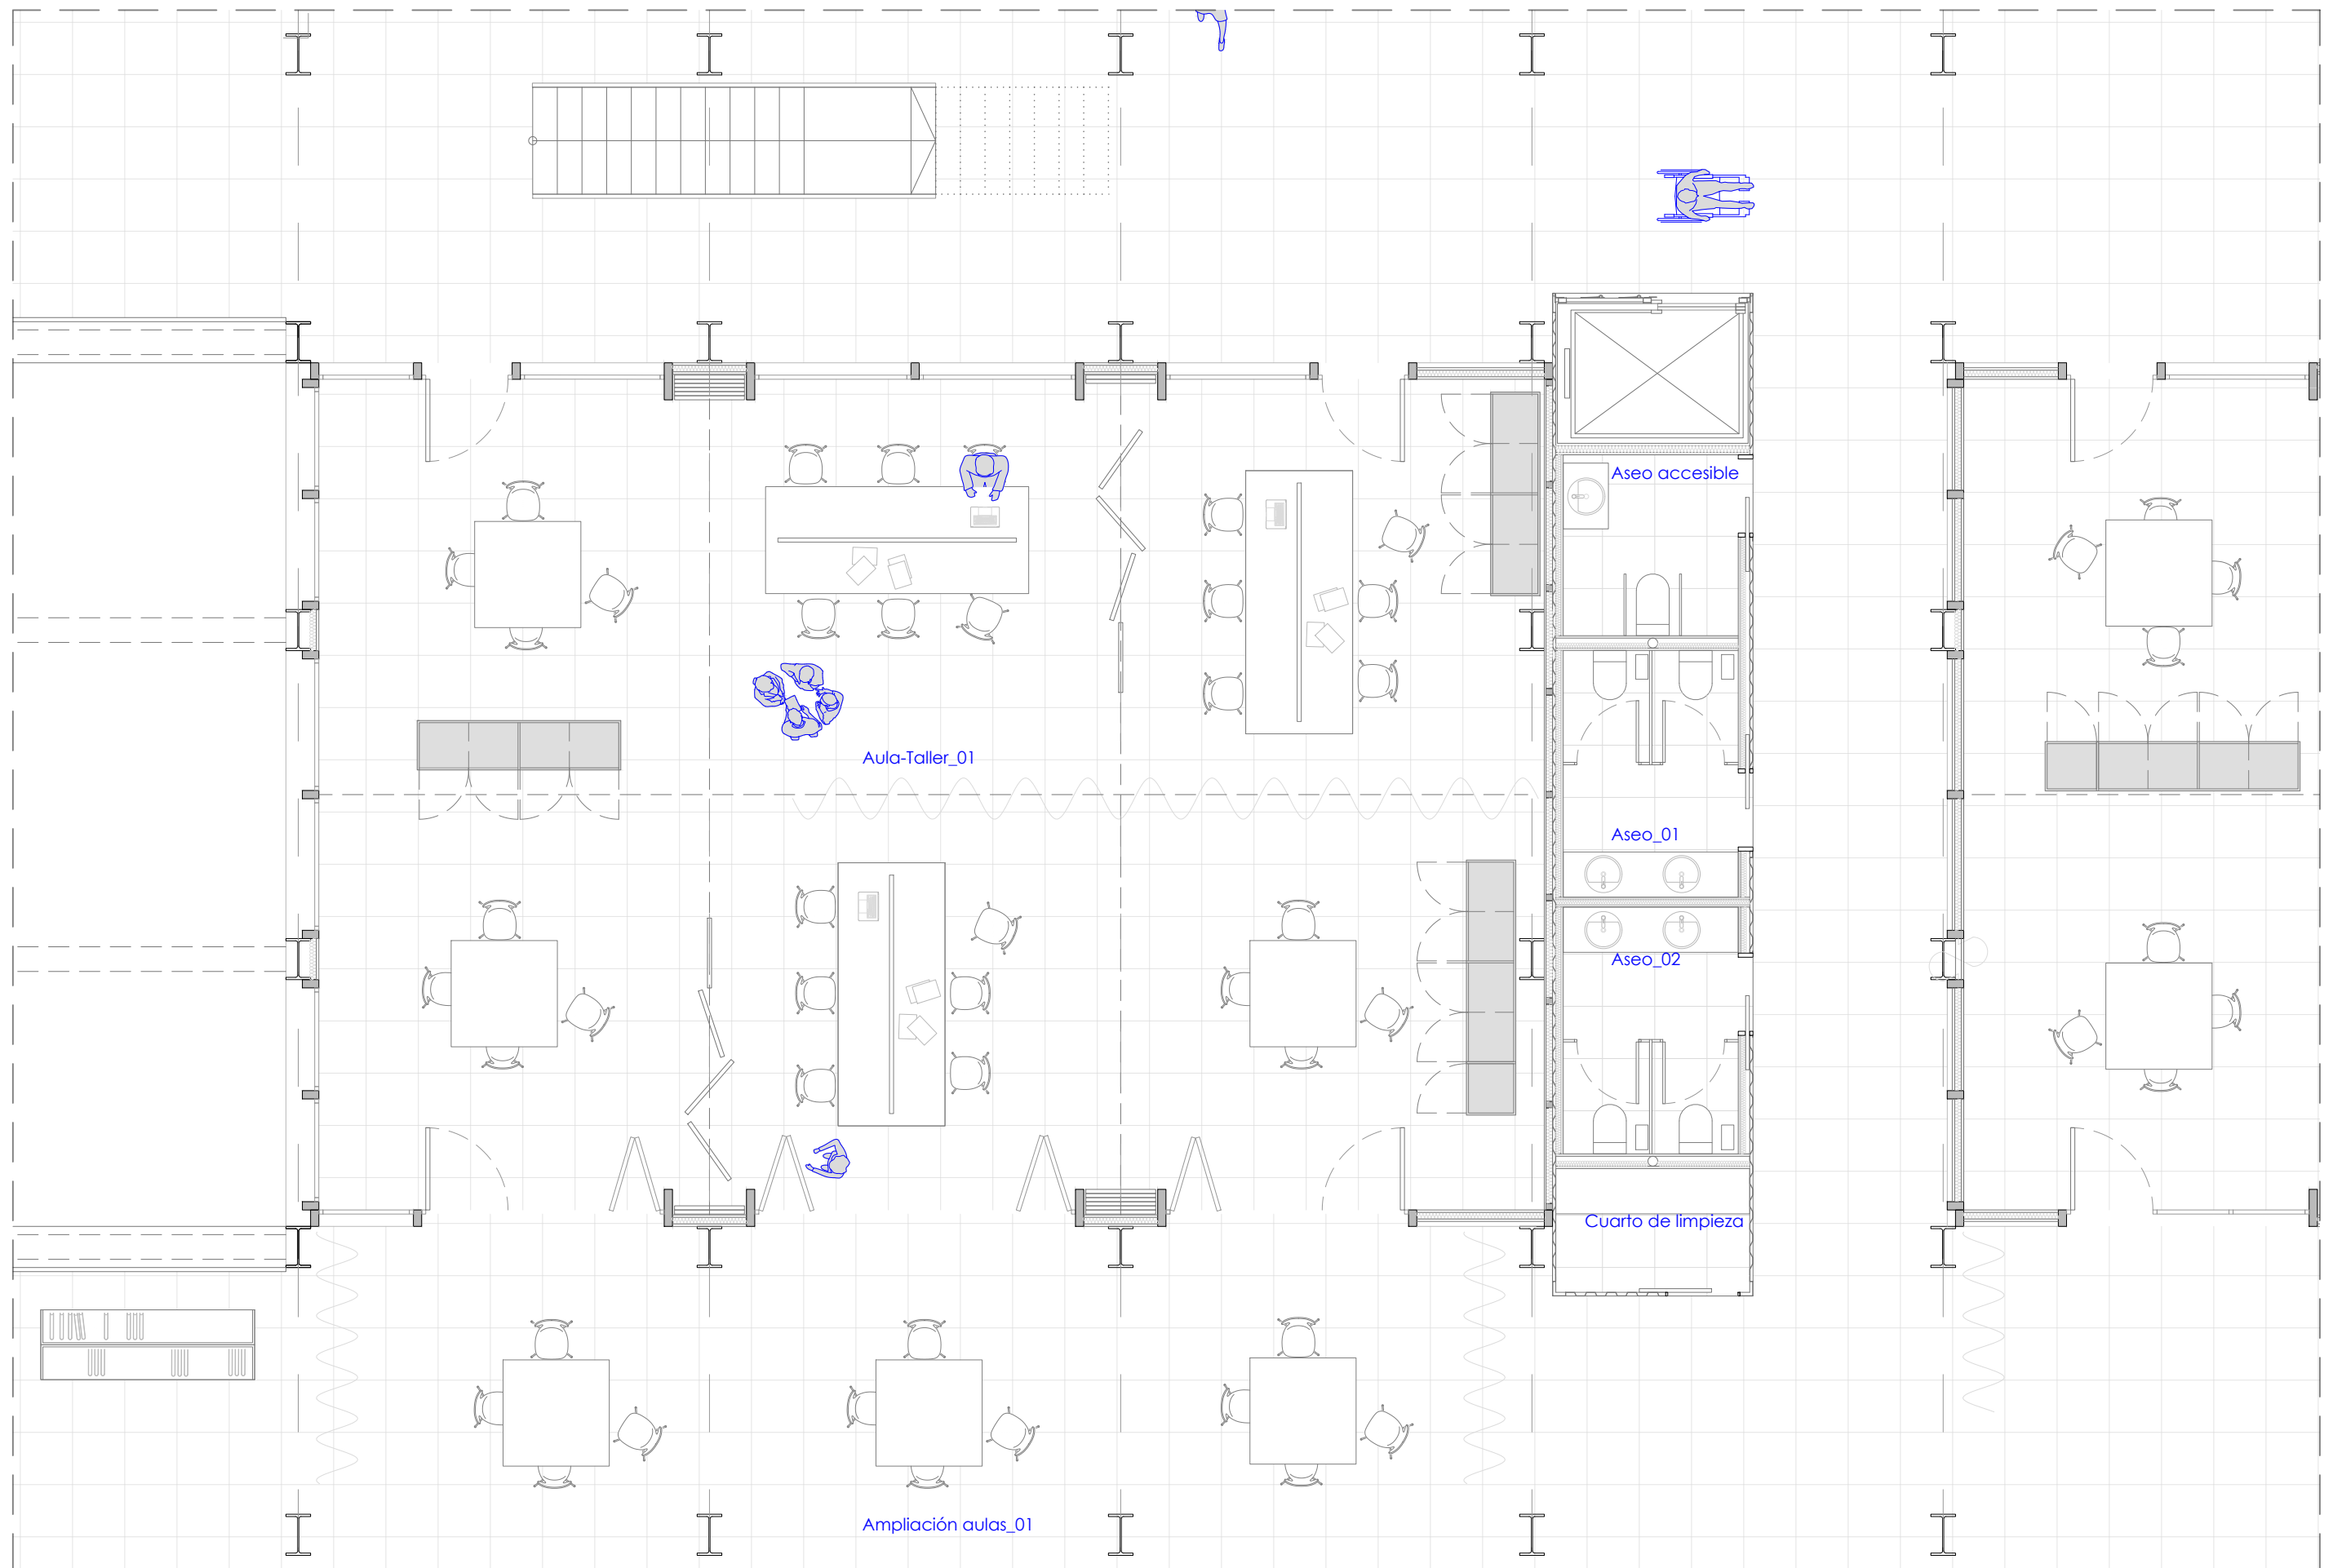 Aseo accesible
Aula-Taller_01
Aseo_01
Aseo_02
Cuarto de limpieza
Ampliación aulas_01